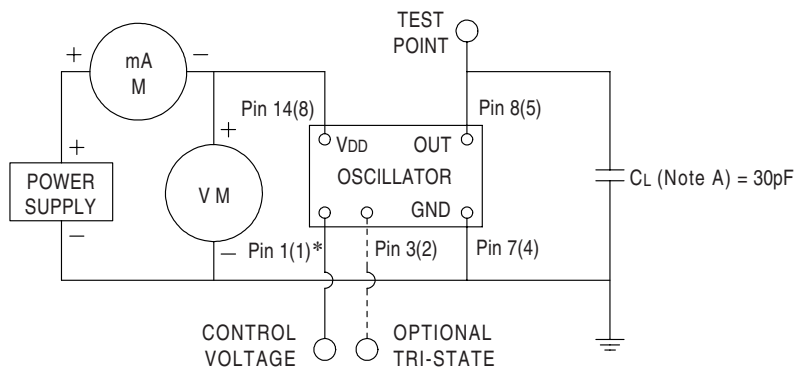 TEST
POINT
+ mA −
M
Pin 14(8)
Pin 8(5)
+
VDD OUT
+
POWER
SUPPLY
V M
OSCILLATOR
CL (Note A) = 30pF
GND
−
−
Pin 1(1)*
Pin 3(2)
Pin 7(4)
CONTROL
VOLTAGE
OPTIONAL
TRI-STATE